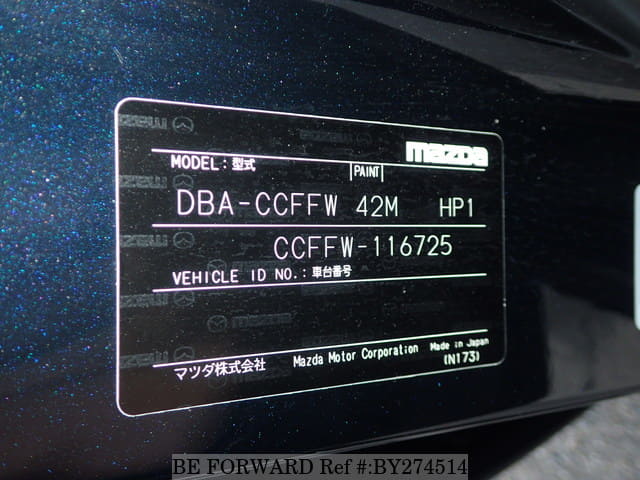 mazda
MODEL:型式 PAINT
DBA-CCFFW 42M HP1
CCFFW-116725
VEHICLE ID NO.:車台番号
マツダ株式会社 Mazda Motor Corporation Made in Japan
(N173)
BE FORWARD Ref #:BY274514